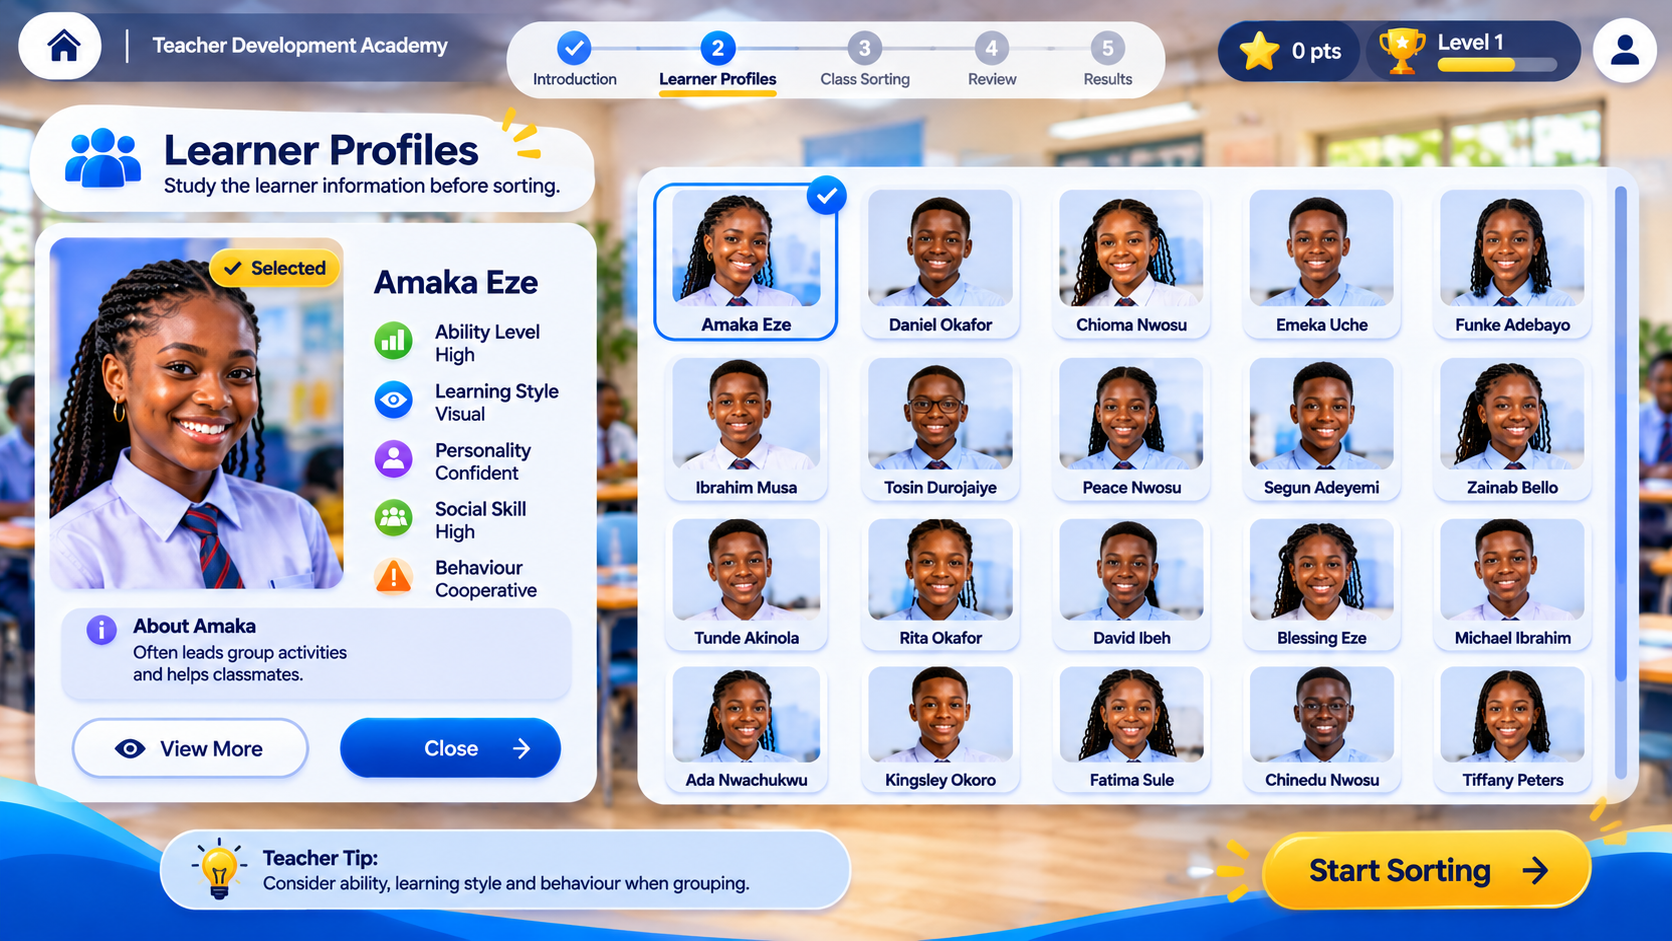 Teacher Development Academy
Introduction
2
Learner Profiles
3
Class Sorting
4
Review
5
Results
0 pts
Level 1
Learner Profiles
Study the learner information before sorting.
Selected
Amaka Eze
Ability Level
High
Learning Style
Visual
Personality
Confident
Social Skill
High
Behaviour
Cooperative
About Amaka
Often leads group activities
and helps classmates.
View More
Close
Amaka Eze
Daniel Okafor
Chioma Nwosu
Emeka Uche
Funke Adebayo
Ibrahim Musa
Tosin Durojaiye
Peace Nwosu
Segun Adeyemi
Zainab Bello
Tunde Akinola
Rita Okafor
David Ibeh
Blessing Eze
Michael Ibrahim
Ada Nwachukwu
Kingsley Okoro
Fatima Sule
Chinedu Nwosu
Tiffany Peters
Teacher Tip:
Consider ability, learning style and behaviour when grouping.
Start Sorting